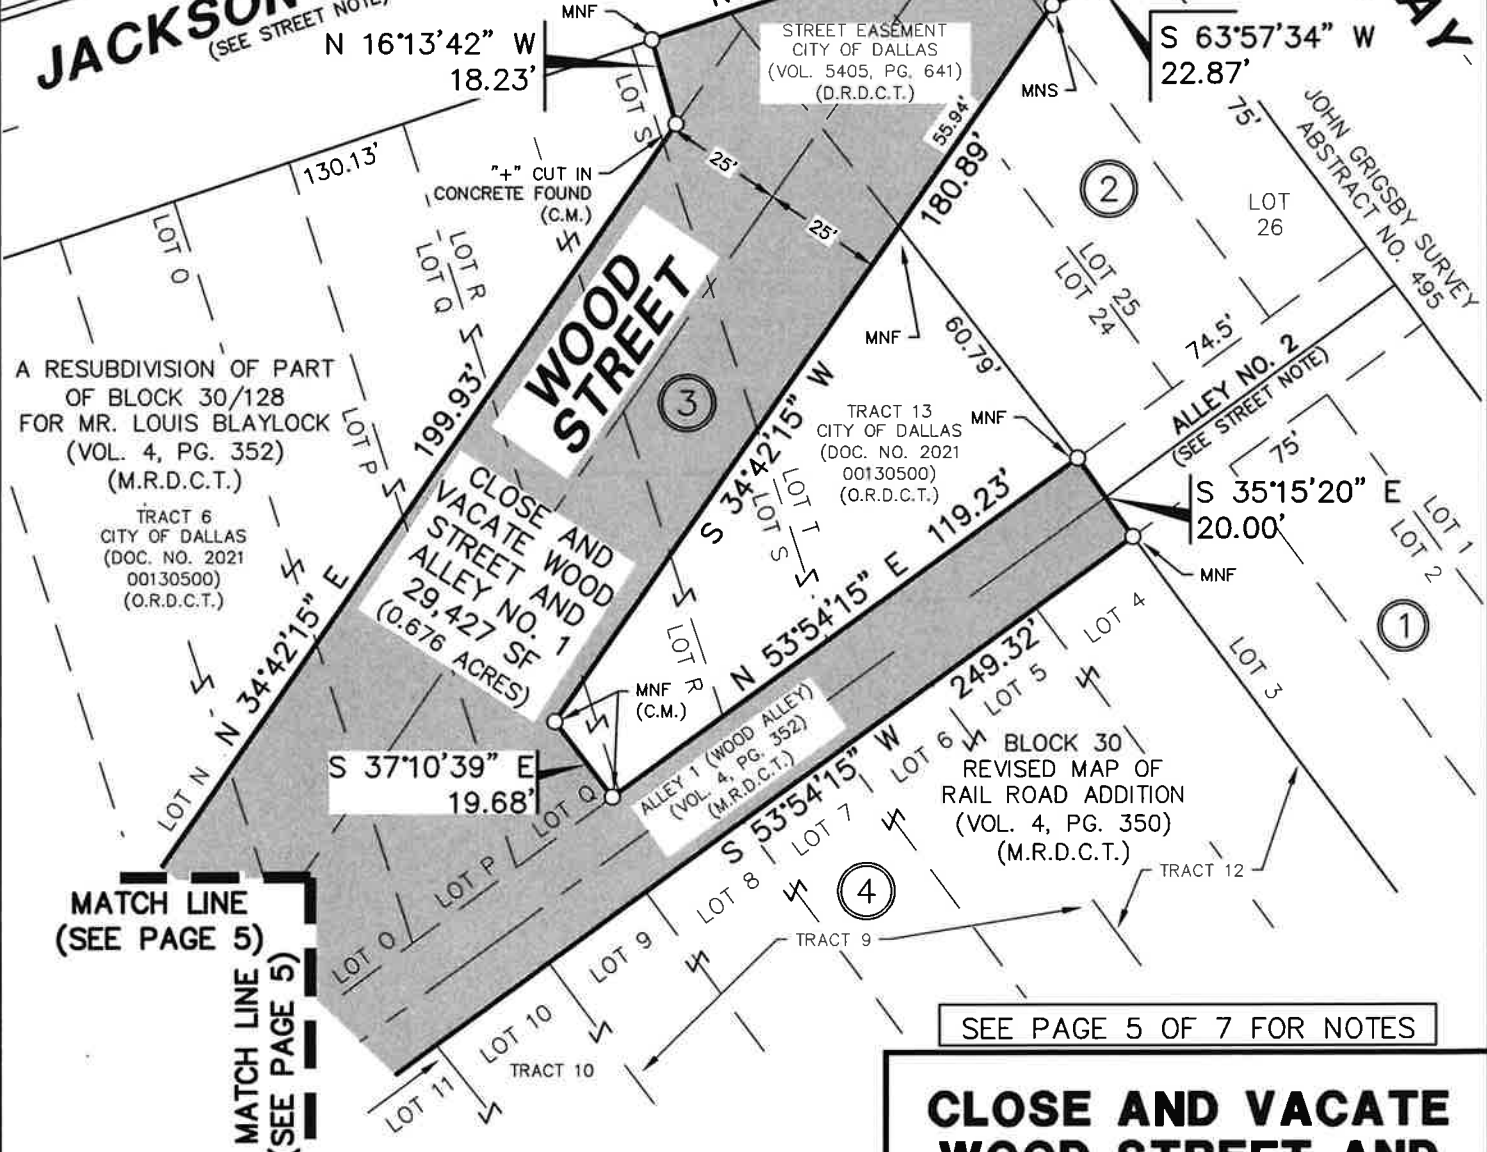 JACKSON
(SEE STREET NOTE)
MNF
N 16°13'42" W
18.23'
STREET EASEMENT
CITY OF DALLAS
(VOL. 5405, PG. 641)
(D.R.D.C.T.)
S 63°57'34" W
22.87'
MNS
AY
LOT S
130.13'
"+" CUT IN
CONCRETE FOUND
(C.M.)
25'
25'
55.94'
180.89'
75'
JOHN GRIGSBY SURVEY
ABSTRACT NO. 495
2
LOT
26
LOT O
LOT R
LOT Q
LOT 25
LOT 24
WOOD
STREET
MNF
60.79'
74.5'
ALLEY NO. 2
(SEE STREET NOTE)
A RESUBDIVISION OF PART
OF BLOCK 30/128
FOR MR. LOUIS BLAYLOCK
(VOL. 4, PG. 352)
(M.R.D.C.T.)
LOT P
199.93'
3
S 34°42'15" W
TRACT 13
CITY OF DALLAS
(DOC. NO. 2021
00130500)
(O.R.D.C.T.)
MNF
75'
S 35°15'20" E
20.00'
LOT 1
LOT 2
TRACT 6
CITY OF DALLAS
(DOC. NO. 2021
00130500)
(O.R.D.C.T.)
CLOSE AND
VACATE WOOD
STREET AND
ALLEY NO. 1
29,427 SF
(0.676 ACRES)
LOT T
LOT S
N 53°54'15" E 119.23'
MNF
1
N 34°42'15" E
LOT R
MNF
(C.M.)
LOT 4
LOT 3
249.32'
LOT 5
S 37°10'39" E
19.68'
ALLEY 1 (WOOD ALLEY)
(VOL. 4, PG. 352)
(M.R.D.C.T.)
S 53°54'15" W
LOT 6
LOT N
LOT Q
LOT P
LOT O
LOT 7
BLOCK 30
REVISED MAP OF
RAIL ROAD ADDITION
(VOL. 4, PG. 350)
(M.R.D.C.T.)
TRACT 12
MATCH LINE
(SEE PAGE 5)
MATCH LINE
(SEE PAGE 5)
LOT 8
4
LOT 9
TRACT 9
LOT 10
TRACT 10
LOT 11
SEE PAGE 5 OF 7 FOR NOTES
CLOSE AND VACATE
WOOD STREET AND